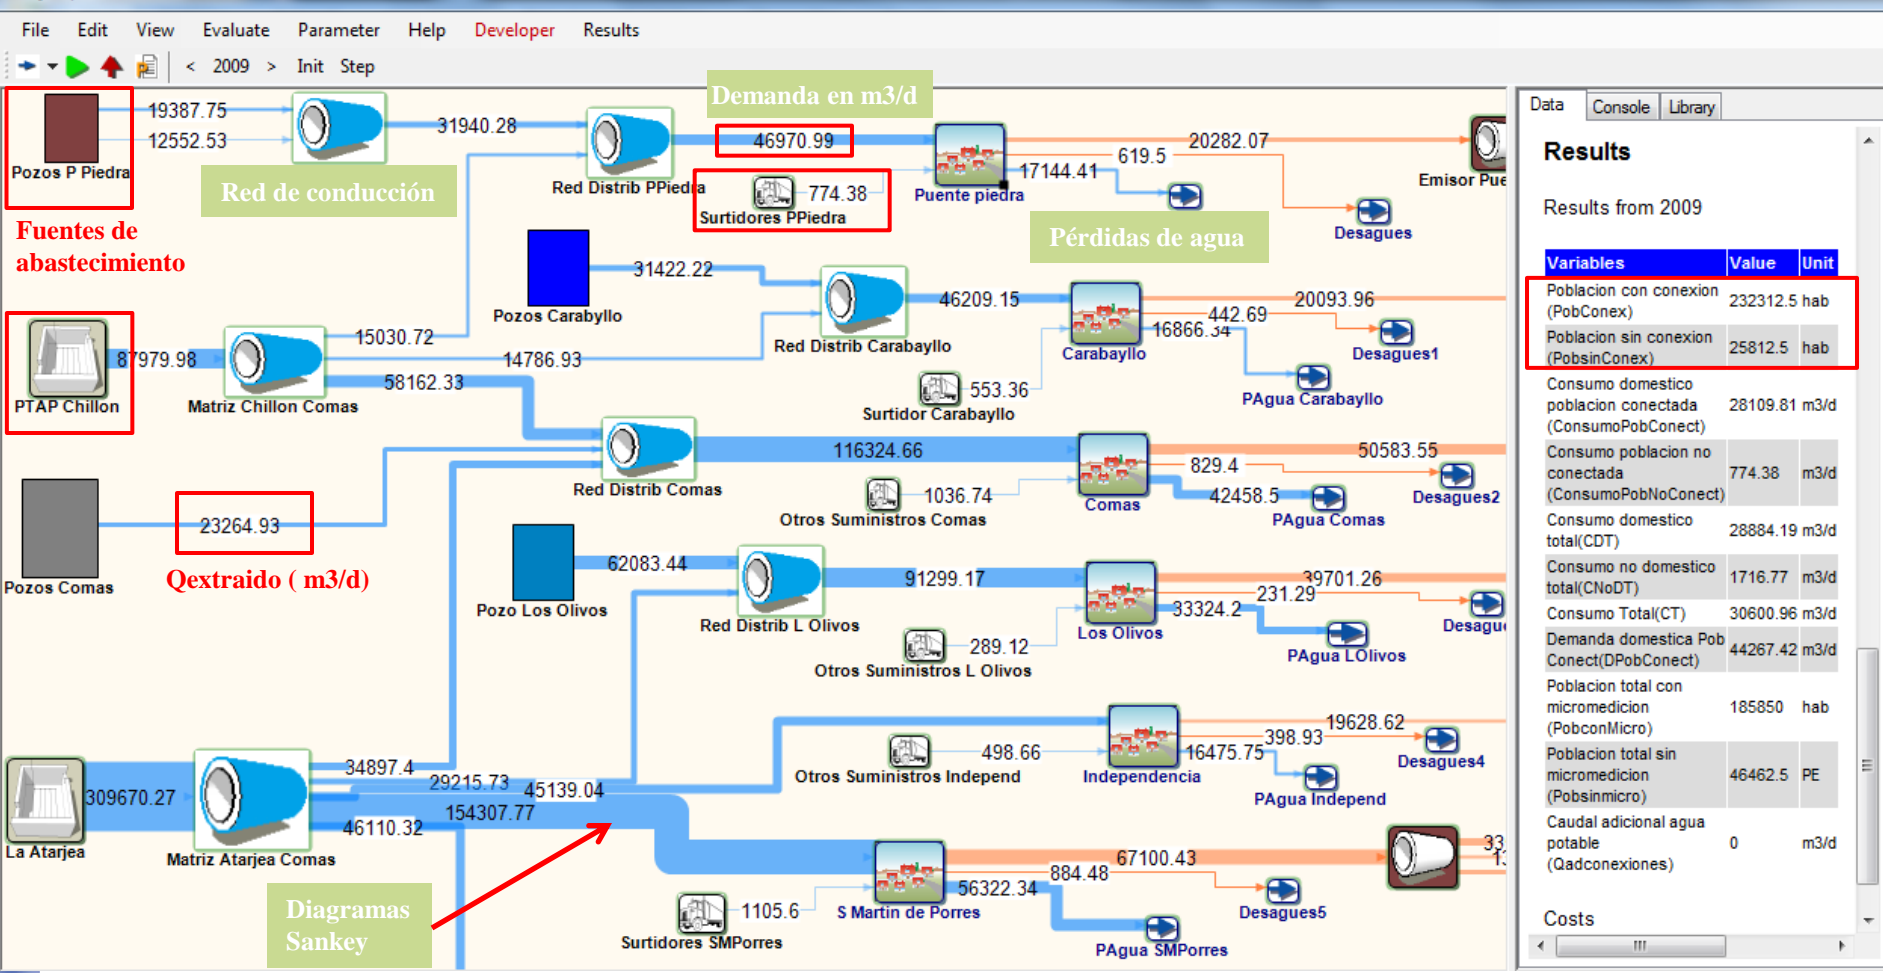 File Edit View Evaluate Parameter Help Developer Results
< 2009 > Init Step
Pozos P Piedra
19387.75
12552.53
31940.28
Red de conducción
Fuentes de
abastecimiento
Red Distrib PPiedra
Demanda en m3/d
46970.99
774.38
Surtidores PPiedra
Puente piedra
20282.07
619.5
17144.41
Emisor Pue
Desagues
Pérdidas de agua
Pozos Carabyllo
31422.22
46209.15
Red Distrib Carabayllo
Carabayllo
20093.96
442.69
16866.34
Desagues1
PAgua Carabayllo
553.36
Surtidor Carabayllo
PTAP Chillon
87979.98
Matriz Chillon Comas
15030.72
14786.93
58162.33
Red Distrib Comas
116324.66
1036.74
Otros Suministros Comas
Comas
50583.55
829.4
42458.5
Desagues2
PAgua Comas
Pozos Comas
23264.93
Qextraido ( m3/d)
Pozo Los Olivos
62083.44
Red Distrib L Olivos
91299.17
289.12
Otros Suministros L Olivos
Los Olivos
39701.26
231.29
33324.2
Desague
PAgua LOlivos
498.66
Otros Suministros Independ
Independencia
19628.62
398.93
16475.75
Desagues4
PAgua Independ
La Atarjea
309670.27
Matriz Atarjea Comas
34897.4
29215.73
45139.04
154307.77
46110.32
Diagramas
Sankey
1105.6
Surtidores SMPorres
S Martin de Porres
67100.43
884.48
56322.34
Desagues5
PAgua SMPorres
33
Data Console Library
Results
Results from 2009
Variables Value Unit
Poblacion con conexion
(PobConex) 232312.5 hab
Poblacion sin conexion
(PobsinConex) 25812.5 hab
Consumo domestico
poblacion conectada 28109.81 m3/d
(ConsumoPobConect)
Consumo poblacion no
conectada 774.38 m3/d
(ConsumoPobNoConect)
Consumo domestico
total(CDT) 28884.19 m3/d
Consumo no domestico
total(CNoDT) 1716.77 m3/d
Consumo Total(CT) 30600.96 m3/d
Demanda domestica Pob
Conect(DPobConect) 44267.42 m3/d
Poblacion total con
micromedicion 185850 hab
(PobconMicro)
Poblacion total sin
micromedicion 46462.5 PE
(Pobsinmicro)
Caudal adicional agua
potable 0 m3/d
(Qadconexiones)
Costs